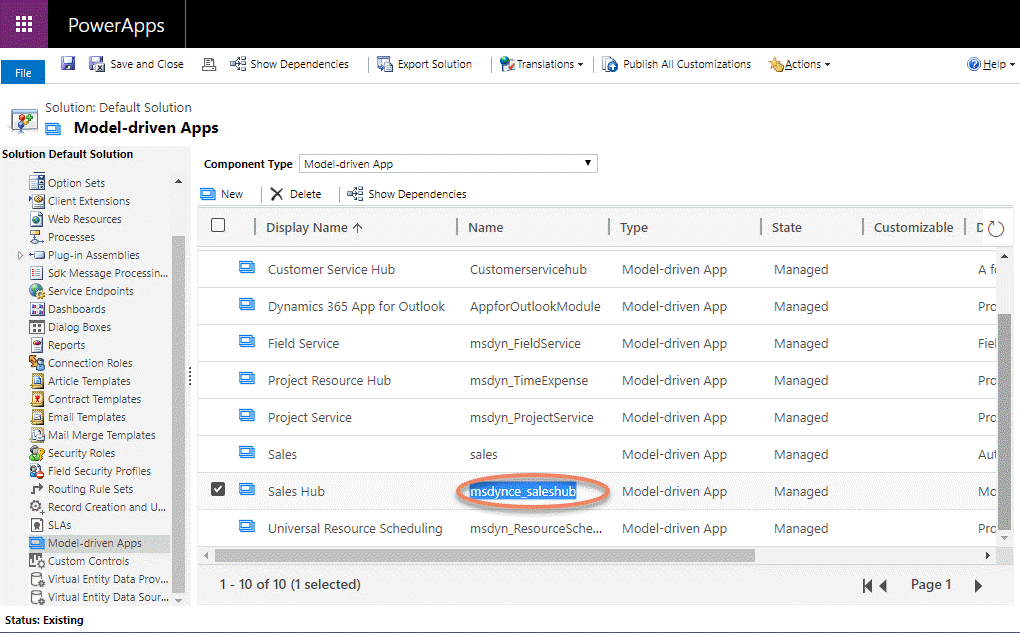 PowerApps
File Save and Close Show Dependencies Export Solution Translations Publish All Customizations Actions Help
Solution: Default Solution
Model-driven Apps
Solution Default Solution
Option Sets
Client Extensions
Web Resources
Processes
Plug-in Assemblies
Sdk Message Processin...
Service Endpoints
Dashboards
Dialog Boxes
Reports
Connection Roles
Article Templates
Contract Templates
Email Templates
Mail Merge Templates
Security Roles
Field Security Profiles
Routing Rule Sets
Record Creation and U...
SLAs
Model-driven Apps
Custom Controls
Virtual Entity Data Prov...
Virtual Entity Data Sour...
Component Type Model-driven App
New Delete Show Dependencies
Display Name Name Type State Customizable D
Customer Service Hub Customerservicehub Model-driven App Managed A f
Dynamics 365 App for Outlook AppforOutlookModule Model-driven App Managed Pro
Field Service msdyn_FieldService Model-driven App Managed Fiel
Project Resource Hub msdyn_TimeExpense Model-driven App Managed Pro
Project Service msdyn_ProjectService Model-driven App Managed Pro
Sales sales Model-driven App Managed Aut
Sales Hub msdynce_saleshub Model-driven App Managed Mo
Universal Resource Scheduling msdyn_ResourceSche... Model-driven App Managed Pro
1 - 10 of 10 (1 selected) Page 1
Status: Existing